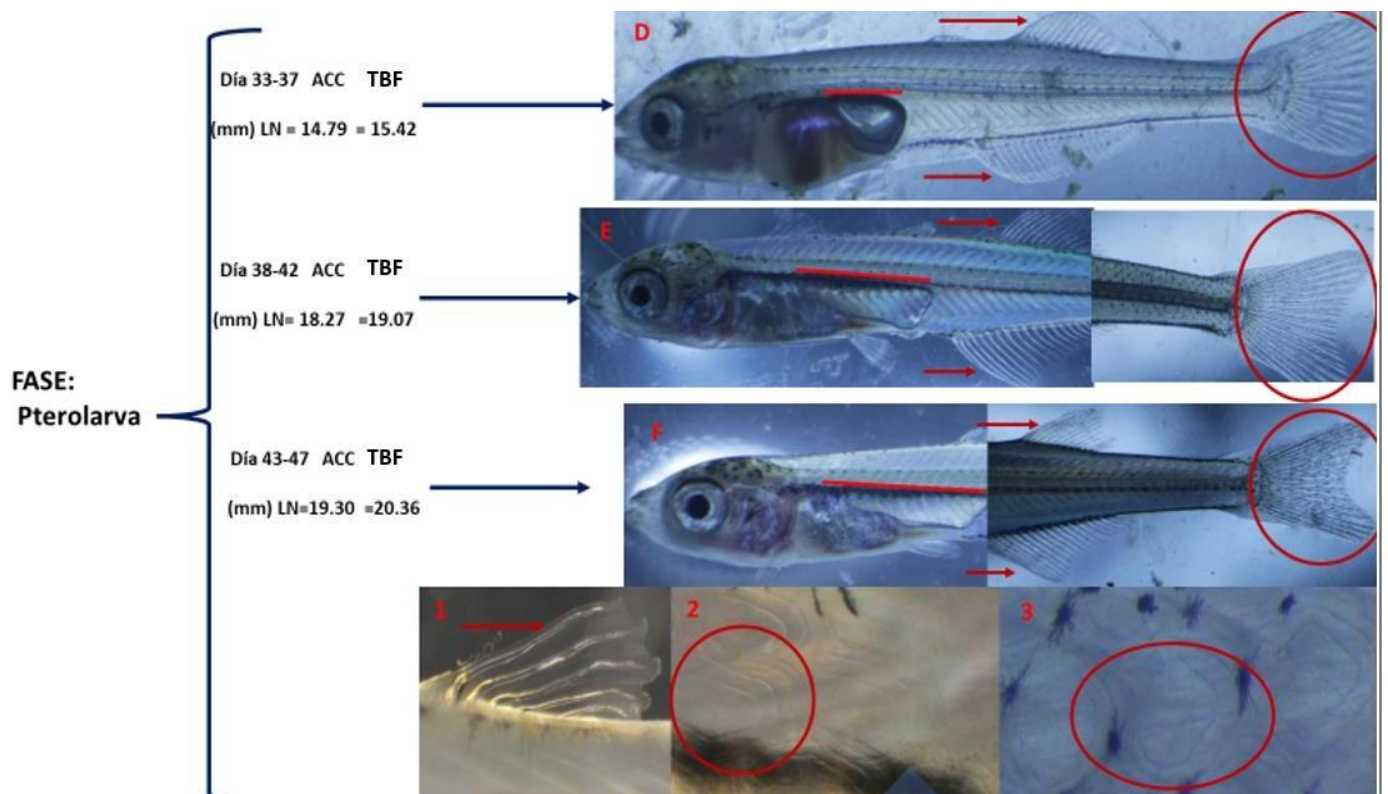 Día 33-37 ACC TBF
(mm) LN = 14.79 = 15.42
D
Día 38-42 ACC TBF
(mm) LN= 18.27 =19.07
E
FASE:
Pterolarva
Día 43-47 ACC TBF
(mm) LN=19.30 =20.36
F
1
2
3